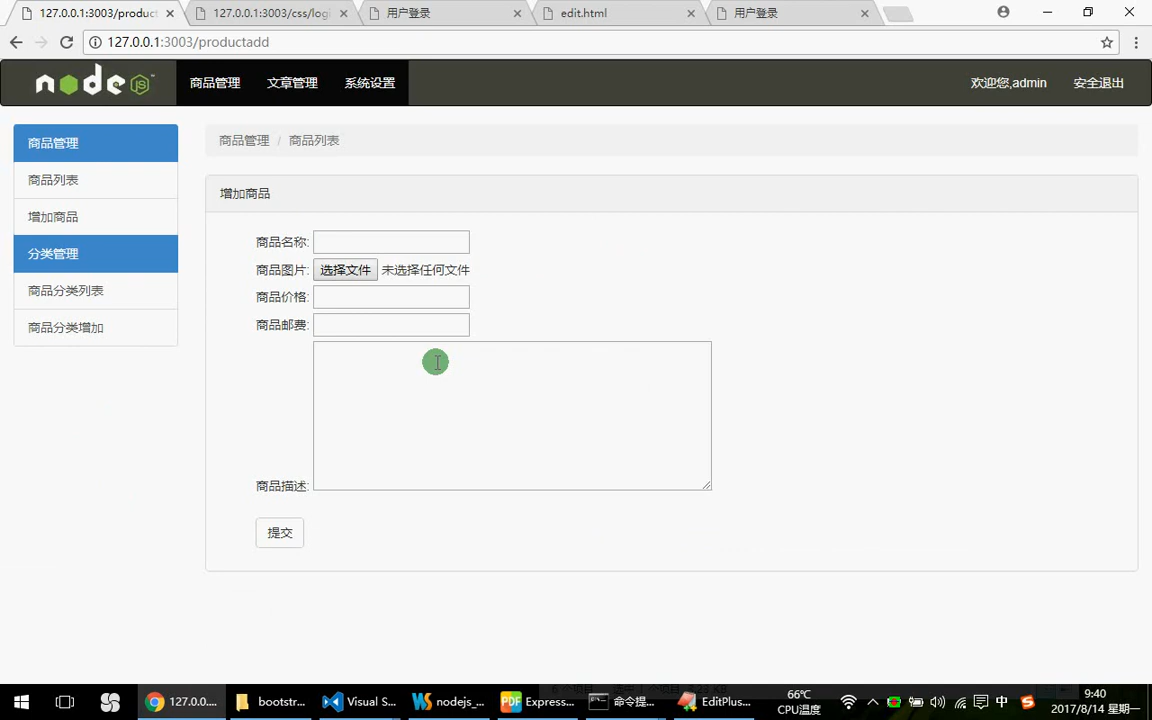 127.0.0.1:3003/product
127.0.0.1:3003/css/logi
用户登录
edit.html
用户登录
127.0.0.1:3003/productadd
node JS
商品管理
文章管理
系统设置
欢迎您,admin
安全退出
商品管理
商品列表
增加商品
分类管理
商品分类列表
商品分类增加
商品管理 / 商品列表
增加商品
商品名称:
商品图片: 选择文件 未选择任何文件
商品价格:
商品邮费:
商品描述:
提交
127.0.0...
bootstr...
Visual S...
nodejs_...
Express...
命令提...
EditPlus...
66℃
CPU温度
中
9:40
2017/8/14 星期一